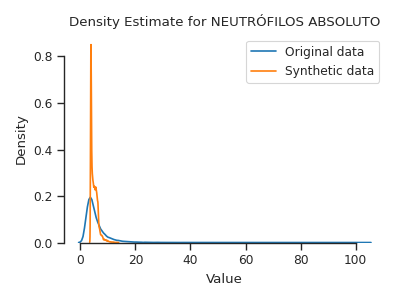 Density Estimate for NEUTRÓFILOS ABSOLUTO
Original data
Synthetic data
0.8
0.6
0.4
0.2
0.0
Density
0 20 40 60 80 100
Value